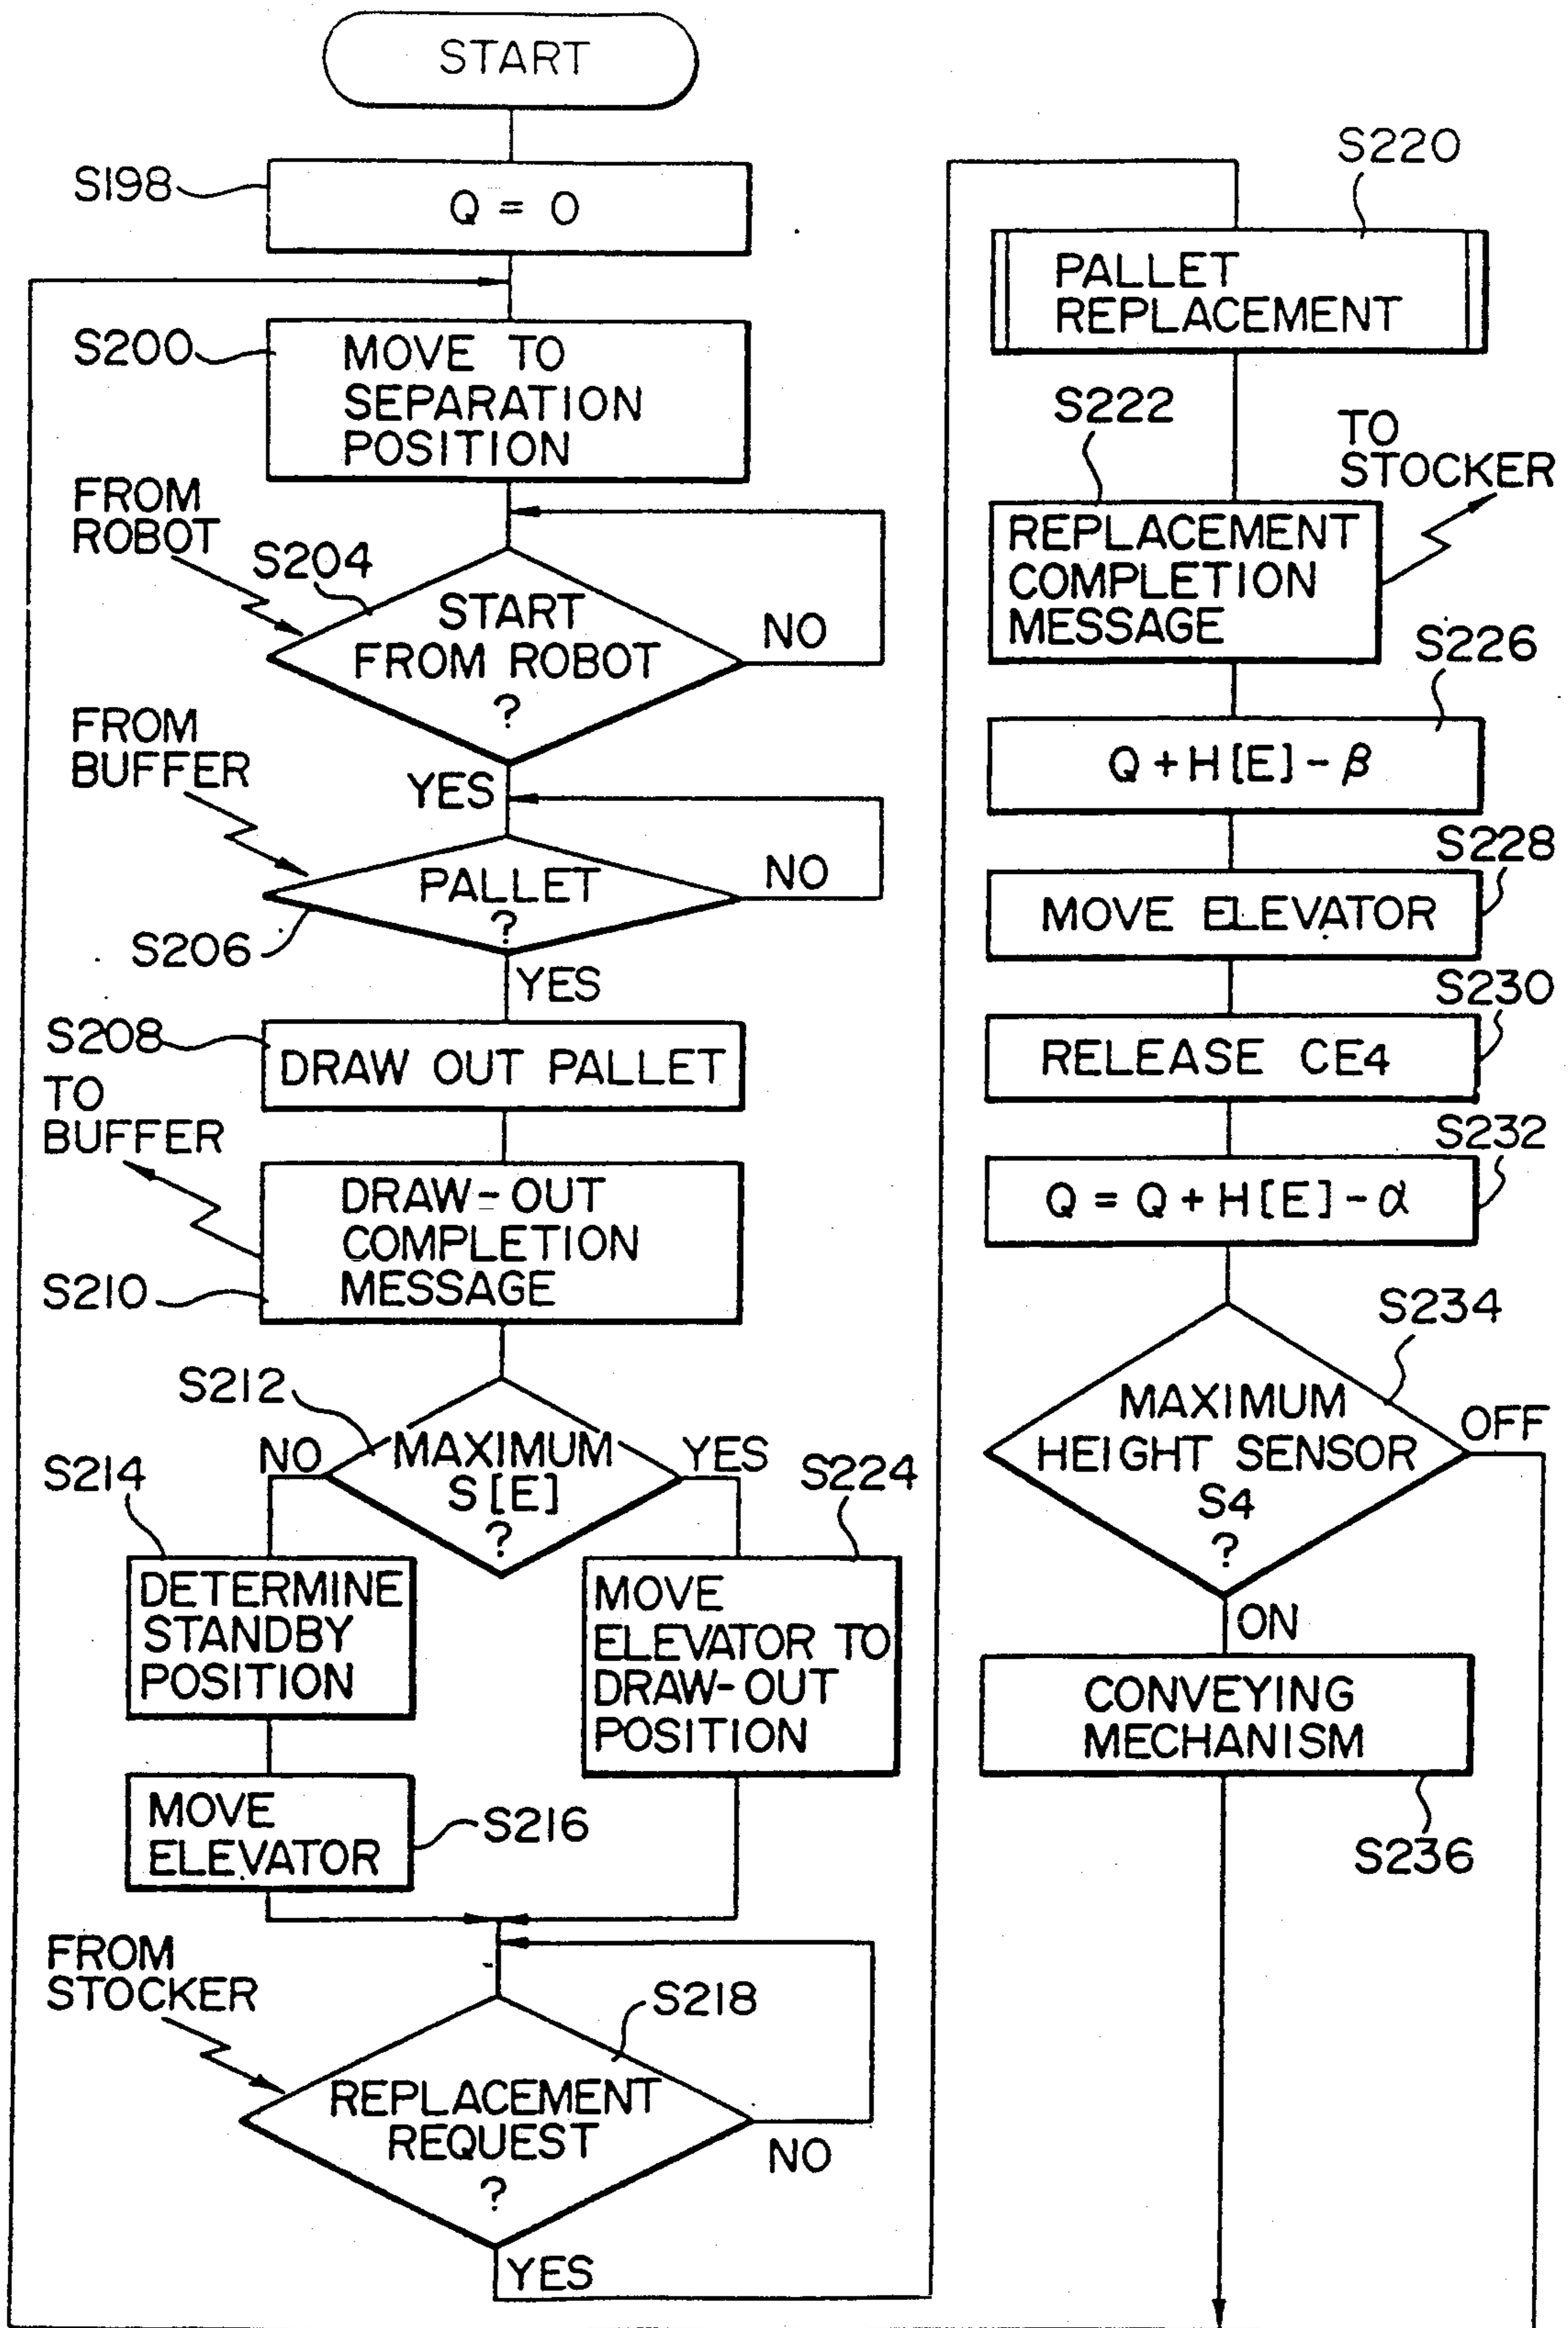 START
S198
Q = 0
S200
MOVE TO
SEPARATION
POSITION
FROM
ROBOT
S204
START
FROM ROBOT
?
NO
YES
FROM
BUFFER
PALLET
?
NO
S206
YES
S208
DRAW OUT PALLET
TO
BUFFER
DRAW-OUT
COMPLETION
MESSAGE
S210
S212
MAXIMUM
S[E]
?
NO
YES
S214
DETERMINE
STANDBY
POSITION
S224
MOVE
ELEVATOR TO
DRAW-OUT
POSITION
MOVE
ELEVATOR
S216
FROM
STOCKER
S218
REPLACEMENT
REQUEST
?
NO
YES
S220
PALLET
REPLACEMENT
S222
TO
STOCKER
REPLACEMENT
COMPLETION
MESSAGE
S226
Q + H[E] - β
S228
MOVE ELEVATOR
S230
RELEASE CE4
S232
Q = Q + H[E] - α
S234
MAXIMUM
HEIGHT SENSOR
S4
?
OFF
ON
CONVEYING
MECHANISM
S236